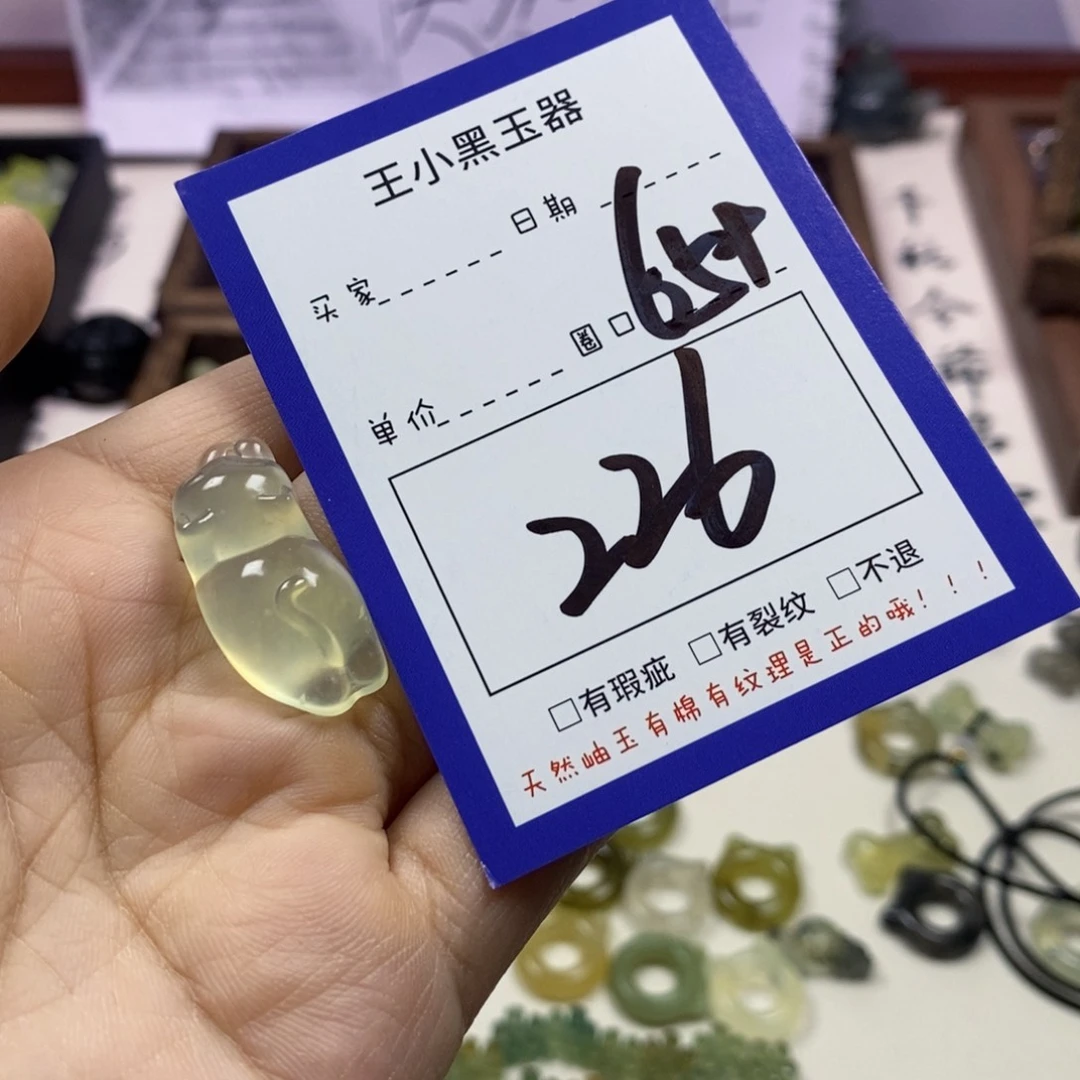 王小黑玉器
买家 日期
单价 圈□
226
□有瑕疵 □有裂纹 □不退
天然岫玉有棉有纹理是正的哦！！！